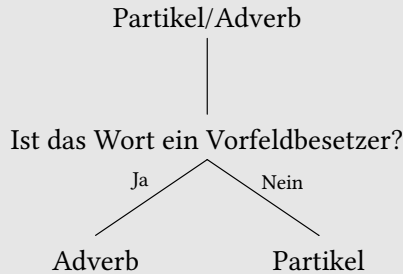 Partikel/Adverb
Ist das Wort ein Vorfeldbesetzer?
Ja
Nein
Adverb
Partikel